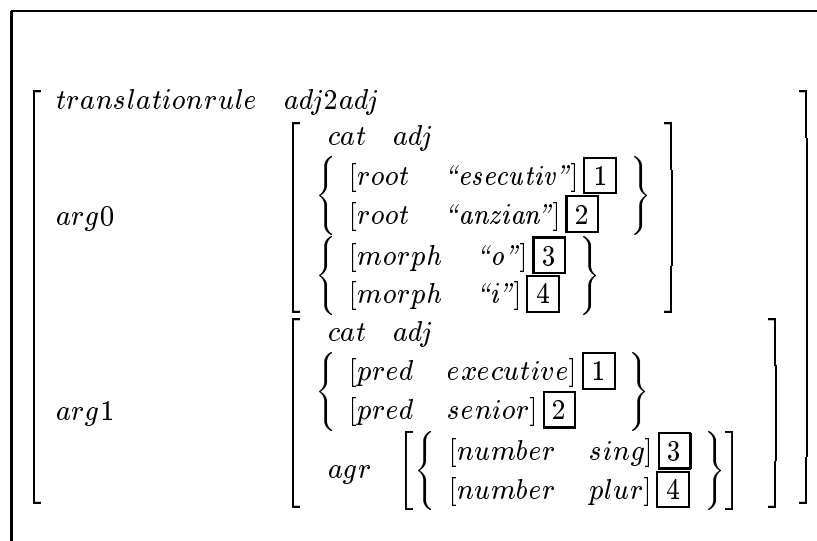 translationrule adj2adj
cat adj
[root “esecutiv”] 1
arg0 [root “anzian”] 2
[morph “o”] 3
[morph “i”] 4
cat adj
[pred executive] 1
arg1 [pred senior] 2
[number sing] 3
agr [number plur] 4